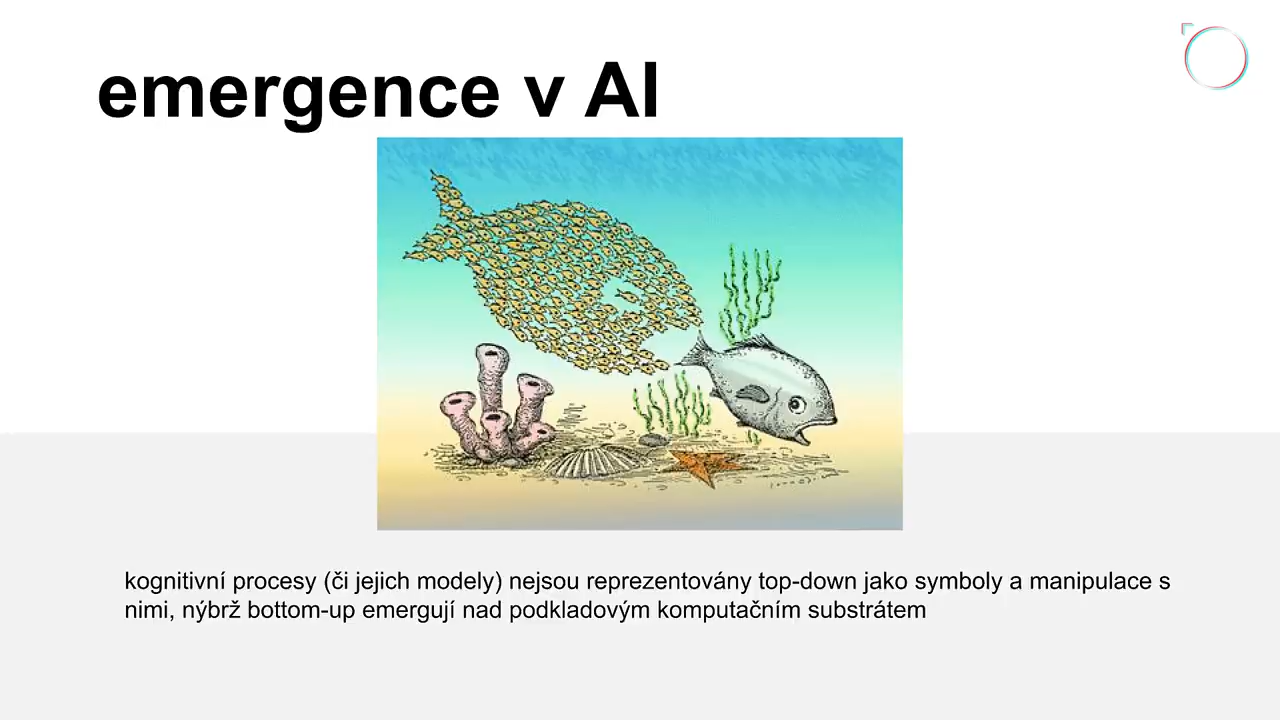 emergence v AI
kognitivní procesy (či jejich modely) nejsou reprezentovány top-down jako symboly a manipulace s
nimi, nýbrž bottom-up emergují nad podkladovým komputačním substrátem